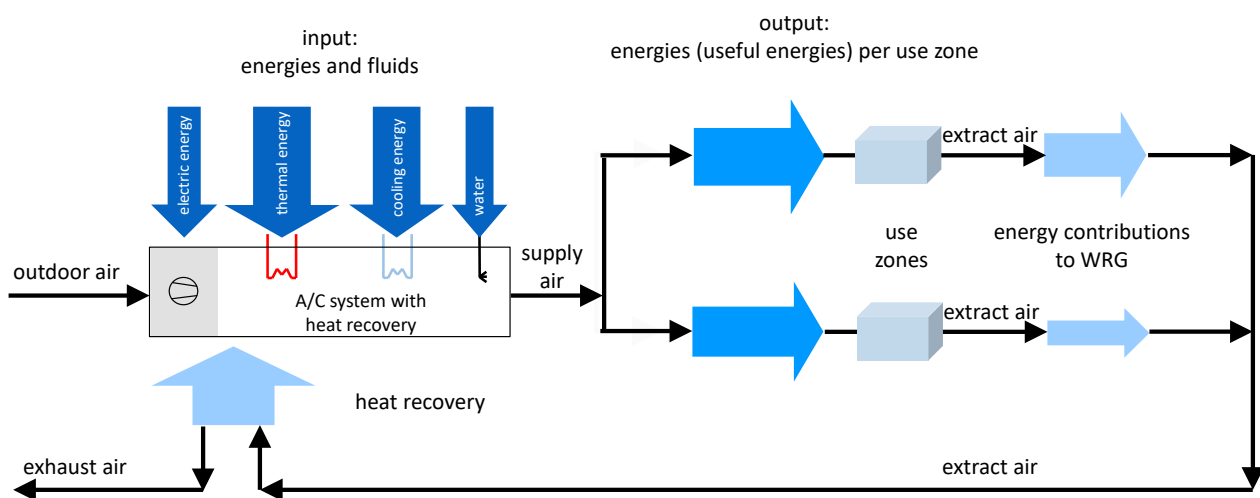 input:
energies and fluids
output:
energies (useful energies) per use zone
electric energy
thermal energy
cooling energy
water
extract air
outdoor air
supply
air
use
zones
energy contributions
to WRG
A/C system with
heat recovery
extract air
heat recovery
exhaust air
extract air